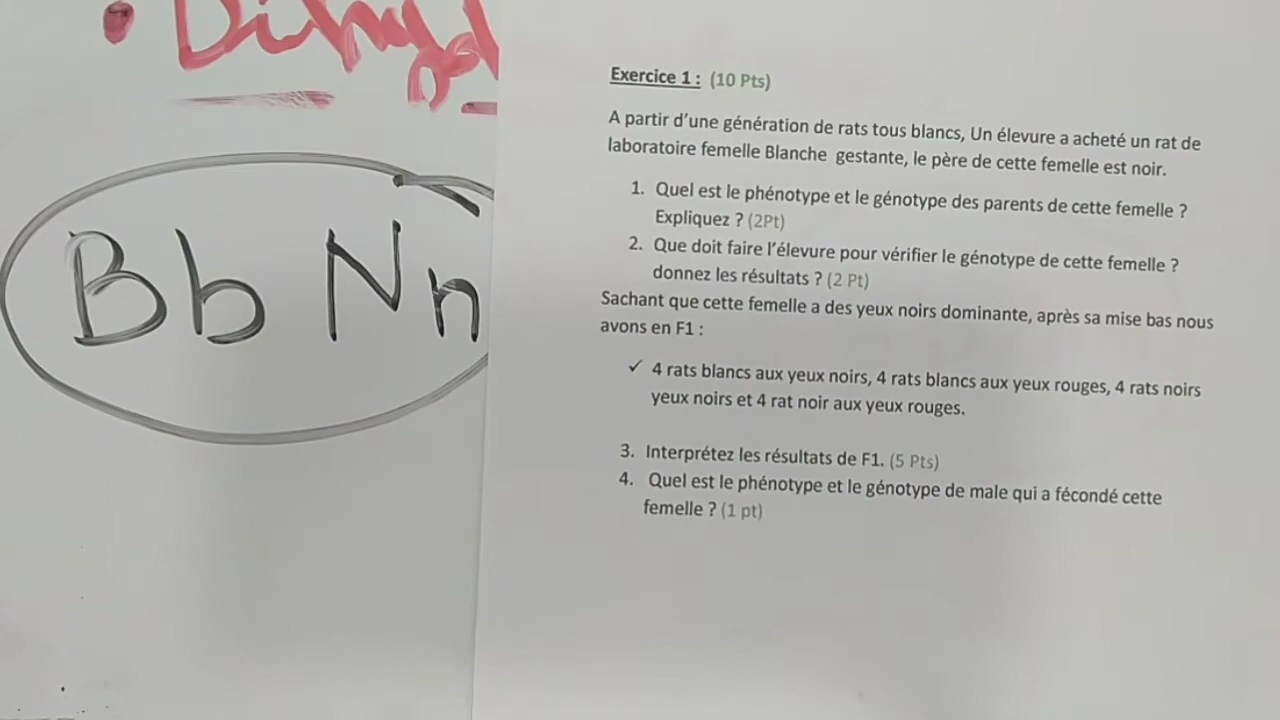 Bb Nn
Exercice 1 : (10 Pts)
A partir d'une génération de rats tous blancs, Un élevure a acheté un rat de
laboratoire femelle Blanche gestante, le père de cette femelle est noir.
1. Quel est le phénotype et le génotype des parents de cette femelle ?
Expliquez ? (2Pt)
2. Que doit faire l'élevure pour vérifier le génotype de cette femelle ?
donnez les résultats ? (2 Pt)
Sachant que cette femelle a des yeux noirs dominante, après sa mise bas nous
avons en F1 :
✓ 4 rats blancs aux yeux noirs, 4 rats blancs aux yeux rouges, 4 rats noirs
yeux noirs et 4 rat noir aux yeux rouges.
3. Interprétez les résultats de F1. (5 Pts)
4. Quel est le phénotype et le génotype de male qui a fécondé cette
femelle ? (1 pt)